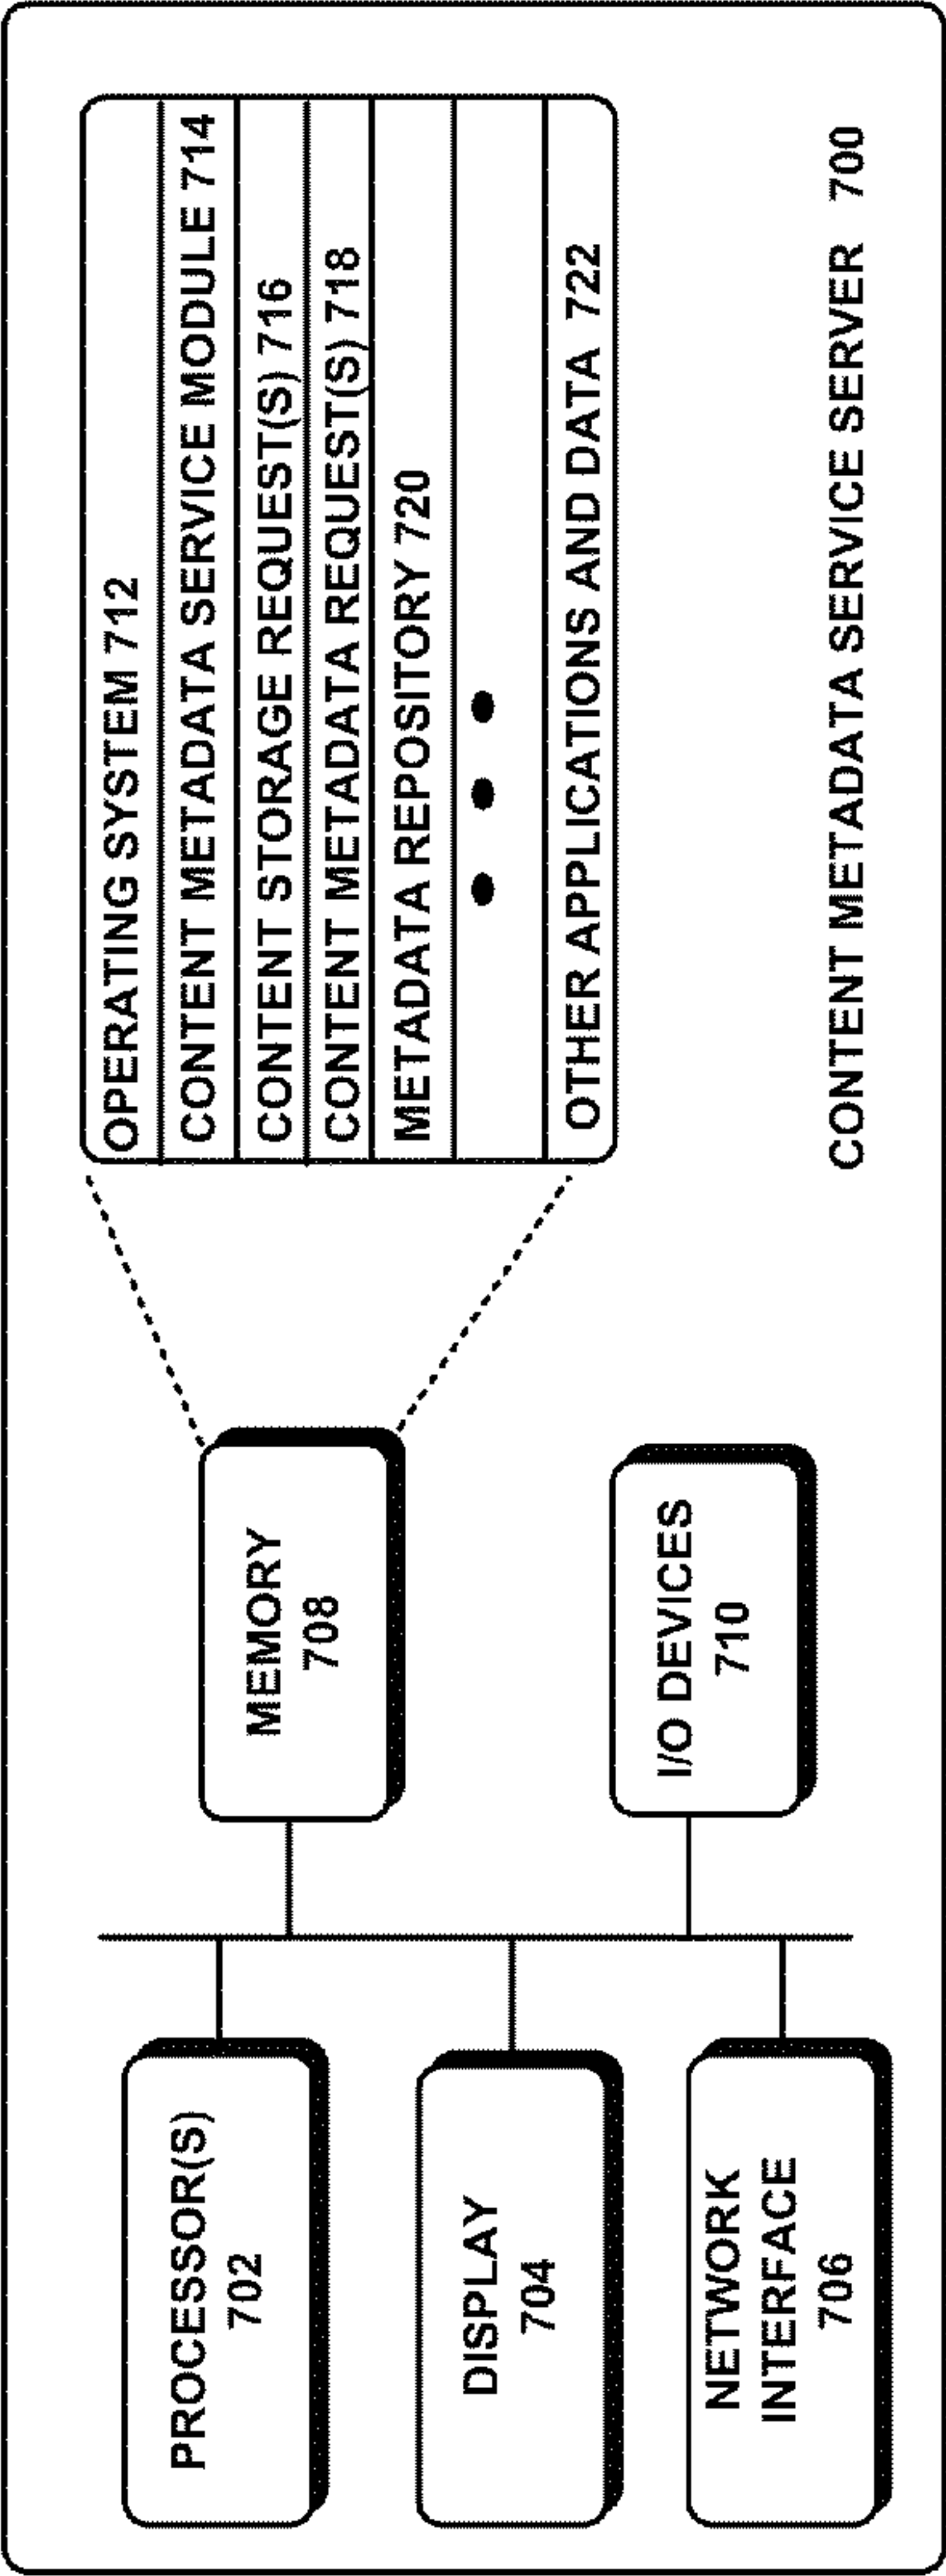 PROCESSOR(S)
702
DISPLAY
704
NETWORK
INTERFACE
706
MEMORY
708
I/O DEVICES
710
OPERATING SYSTEM 712
CONTENT METADATA SERVICE MODULE 714
CONTENT STORAGE REQUEST(S) 716
CONTENT METADATA REQUEST(S) 718
METADATA REPOSITORY 720
OTHER APPLICATIONS AND DATA 722
CONTENT METADATA SERVICE SERVER 700